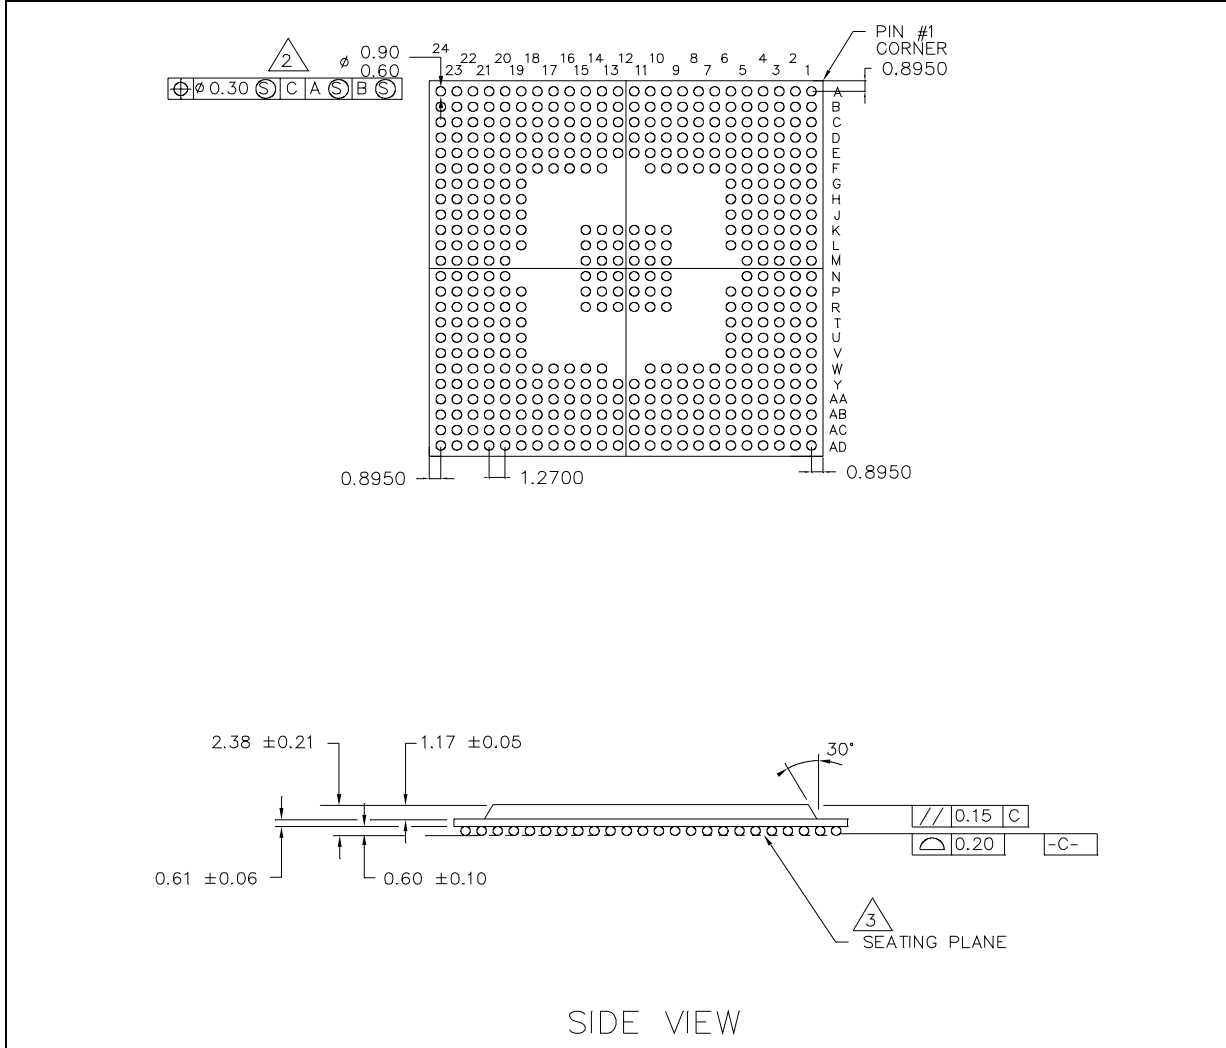 PIN #1
CORNER
0.8950
2
ø 0.90
0.60
ø 0.30 S C A S B S
24 22 20 18 16 14 12 10 8 6 4 2
23 21 19 17 15 13 11 9 7 5 3 1
A
B
C
D
E
F
G
H
J
K
L
M
N
P
R
T
U
V
W
Y
AA
AB
AC
AD
0.8950
1.2700
0.8950
2.38 ±0.21
1.17 ±0.05
30°
// 0.15 C
0.20
-C-
0.61 ±0.06
0.60 ±0.10
3
SEATING PLANE
SIDE VIEW